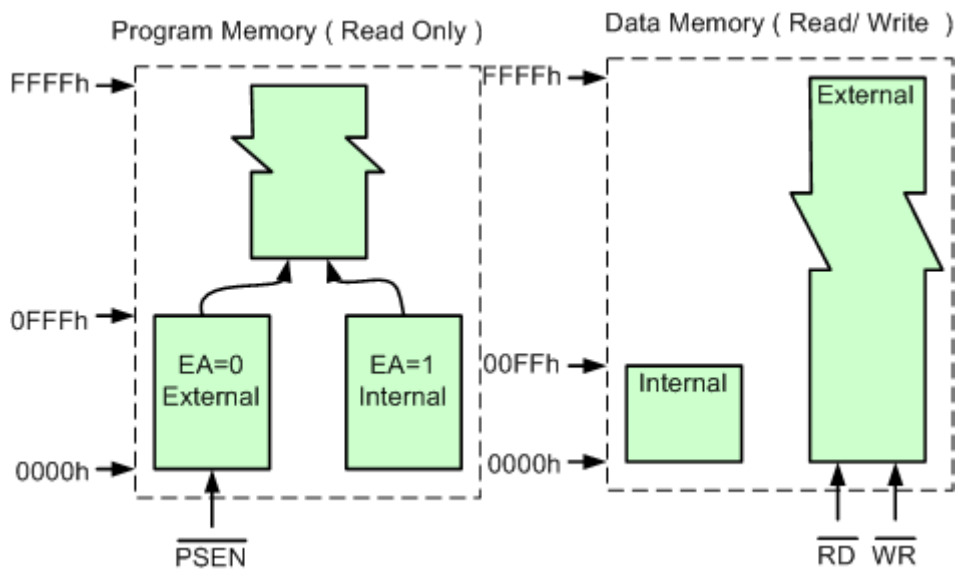 Program Memory ( Read Only )
FFFFh
0FFFh
EA=0
External
EA=1
Internal
0000h
PSEN
Data Memory ( Read/ Write )
FFFFh
External
00FFh
Internal
0000h
RD WR